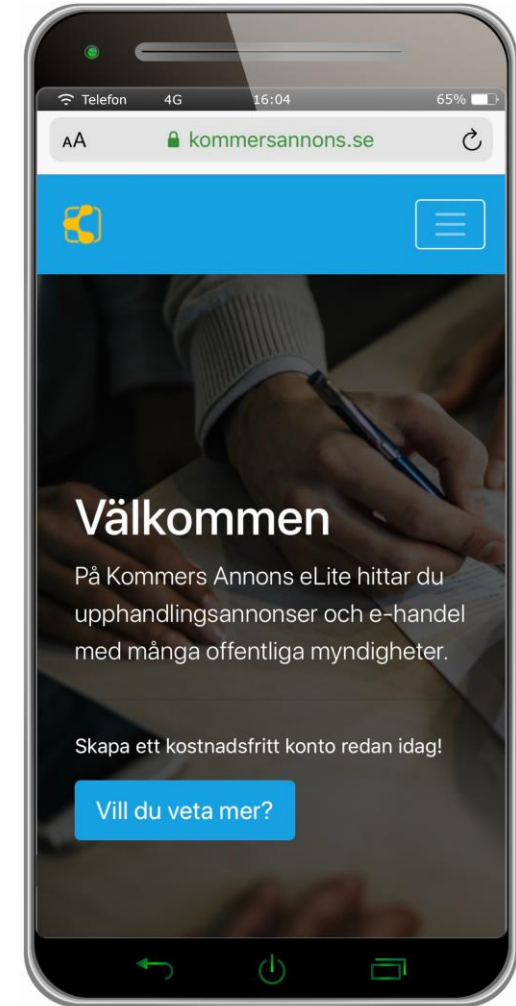 Telefon 4G 16:04 65%
AA kommersannons.se
Välkommen
På Kommers Annons eLite hittar du
upphandlingsannonser och e-handel
med många offentliga myndigheter.
Skapa ett kostnadsfritt konto redan idag!
Vill du veta mer?